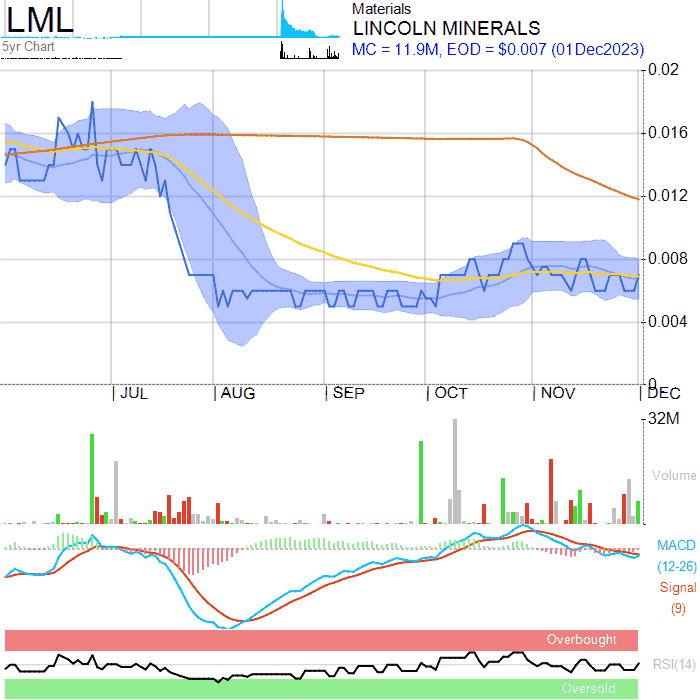 LML
Materials
LINCOLN MINERALS
5yr Chart
MC = 11.9M, EOD = $0.007 (01Dec2023)
0.02
0.016
0.012
0.008
0.004
0
JUL AUG SEP OCT NOV DEC
32M
Volume
MACD
(12-26)
Signal
(9)
Overbought
RSI(14)
Oversold